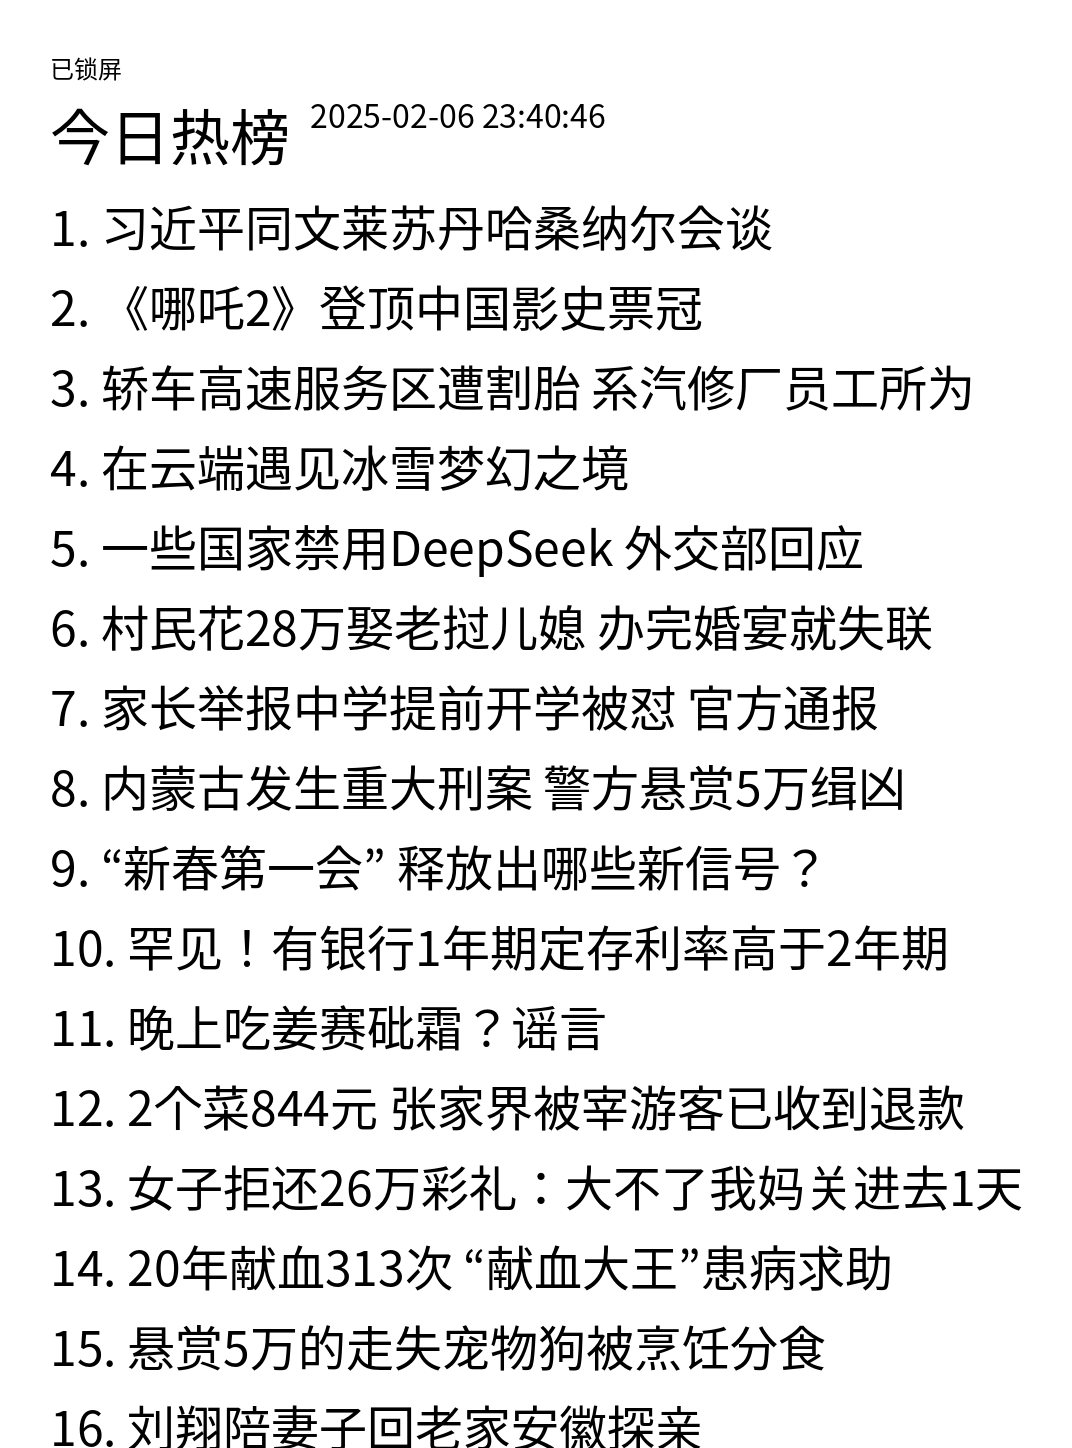 已锁屏
今日热榜 2025-02-06 23:40:46
1. 习近平同文莱苏丹哈桑纳尔会谈
2. 《哪吒2》登顶中国影史票冠
3. 轿车高速服务区遭割胎 系汽修厂员工所为
4. 在云端遇见冰雪梦幻之境
5. 一些国家禁用DeepSeek 外交部回应
6. 村民花28万娶老挝儿媳 办完婚宴就失联
7. 家长举报中学提前开学被怼 官方通报
8. 内蒙古发生重大刑案 警方悬赏5万缉凶
9. “新春第一会” 释放出哪些新信号？
10. 罕见！有银行1年期定存利率高于2年期
11. 晚上吃姜赛砒霜？谣言
12. 2个菜844元 张家界被宰游客已收到退款
13. 女子拒还26万彩礼：大不了我妈关进去1天
14. 20年献血313次 “献血大王”患病求助
15. 悬赏5万的走失宠物狗被烹饪分食
16. 刘翔陪妻子回老家安徽探亲